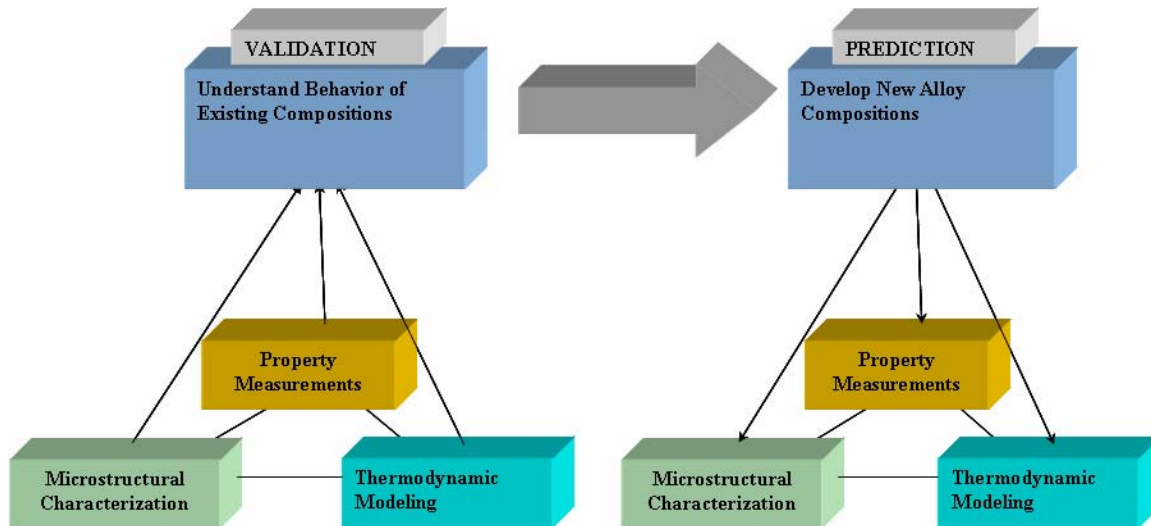 VALIDATION
Understand Behavior of
Existing Compositions
Property
Measurements
Microstructural
Characterization
Thermodynamic
Modeling
PREDICTION
Develop New Alloy
Compositions
Property
Measurements
Microstructural
Characterization
Thermodynamic
Modeling